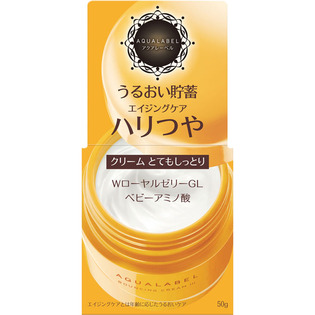 AQUALABEL
アクアレーベル
うるおい貯蓄
エイジングケア
ハリつや
クリーム とてもしっとり
WローヤルゼリーGL
ベビーアミノ酸
AQUALABEL
エイジングケアとは年齢に応じたうるおいケア
50g